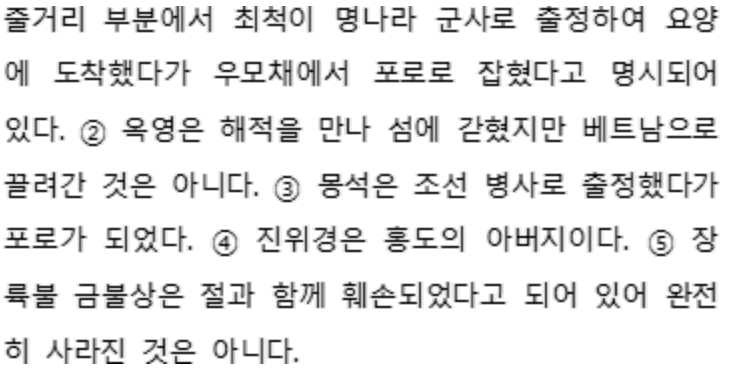 줄거리 부분에서 최척이 명나라 군사로 출정하여 요양
에 도착했다가 우모채에서 포로로 잡혔다고 명시되어
있다. ② 옥영은 해적을 만나 섬에 갇혔지만 베트남으로
끌려간 것은 아니다. ③ 몽석은 조선 병사로 출정했다가
포로가 되었다. ④ 진위경은 홍도의 아버지이다. ⑤ 장
륙불 금불상은 절과 함께 훼손되었다고 되어 있어 완전
히 사라진 것은 아니다.